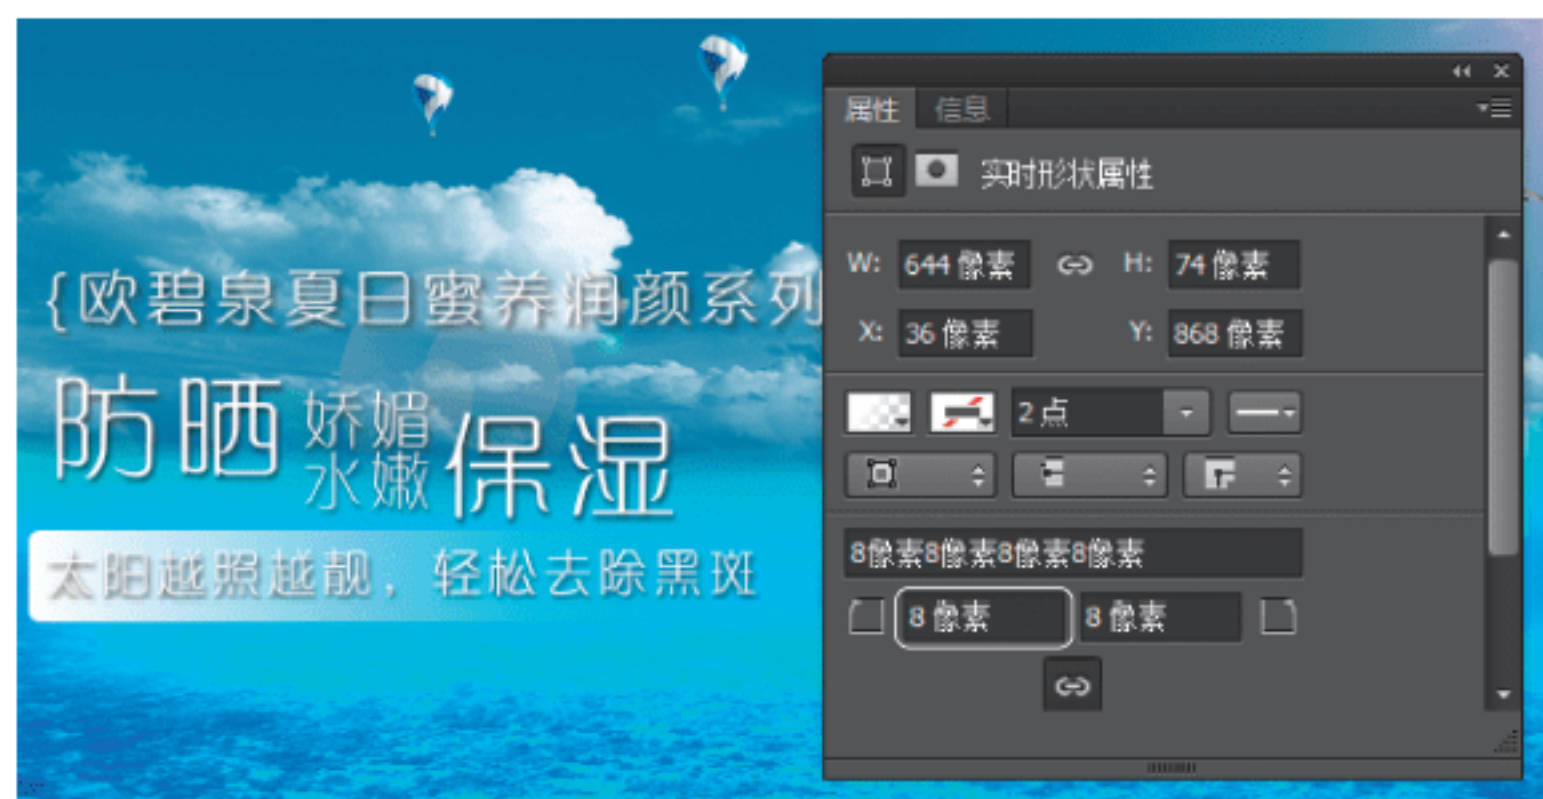 {欧碧泉夏日蜜养润颜系列
防晒 娇媚水嫩 保湿
太阳越照越靓，轻松去除黑斑
属性 信息
实时形状属性
W: 644 像素 H: 74 像素
X: 36 像素 Y: 868 像素
2 点
8像素8像素8像素8像素
8 像素 8 像素